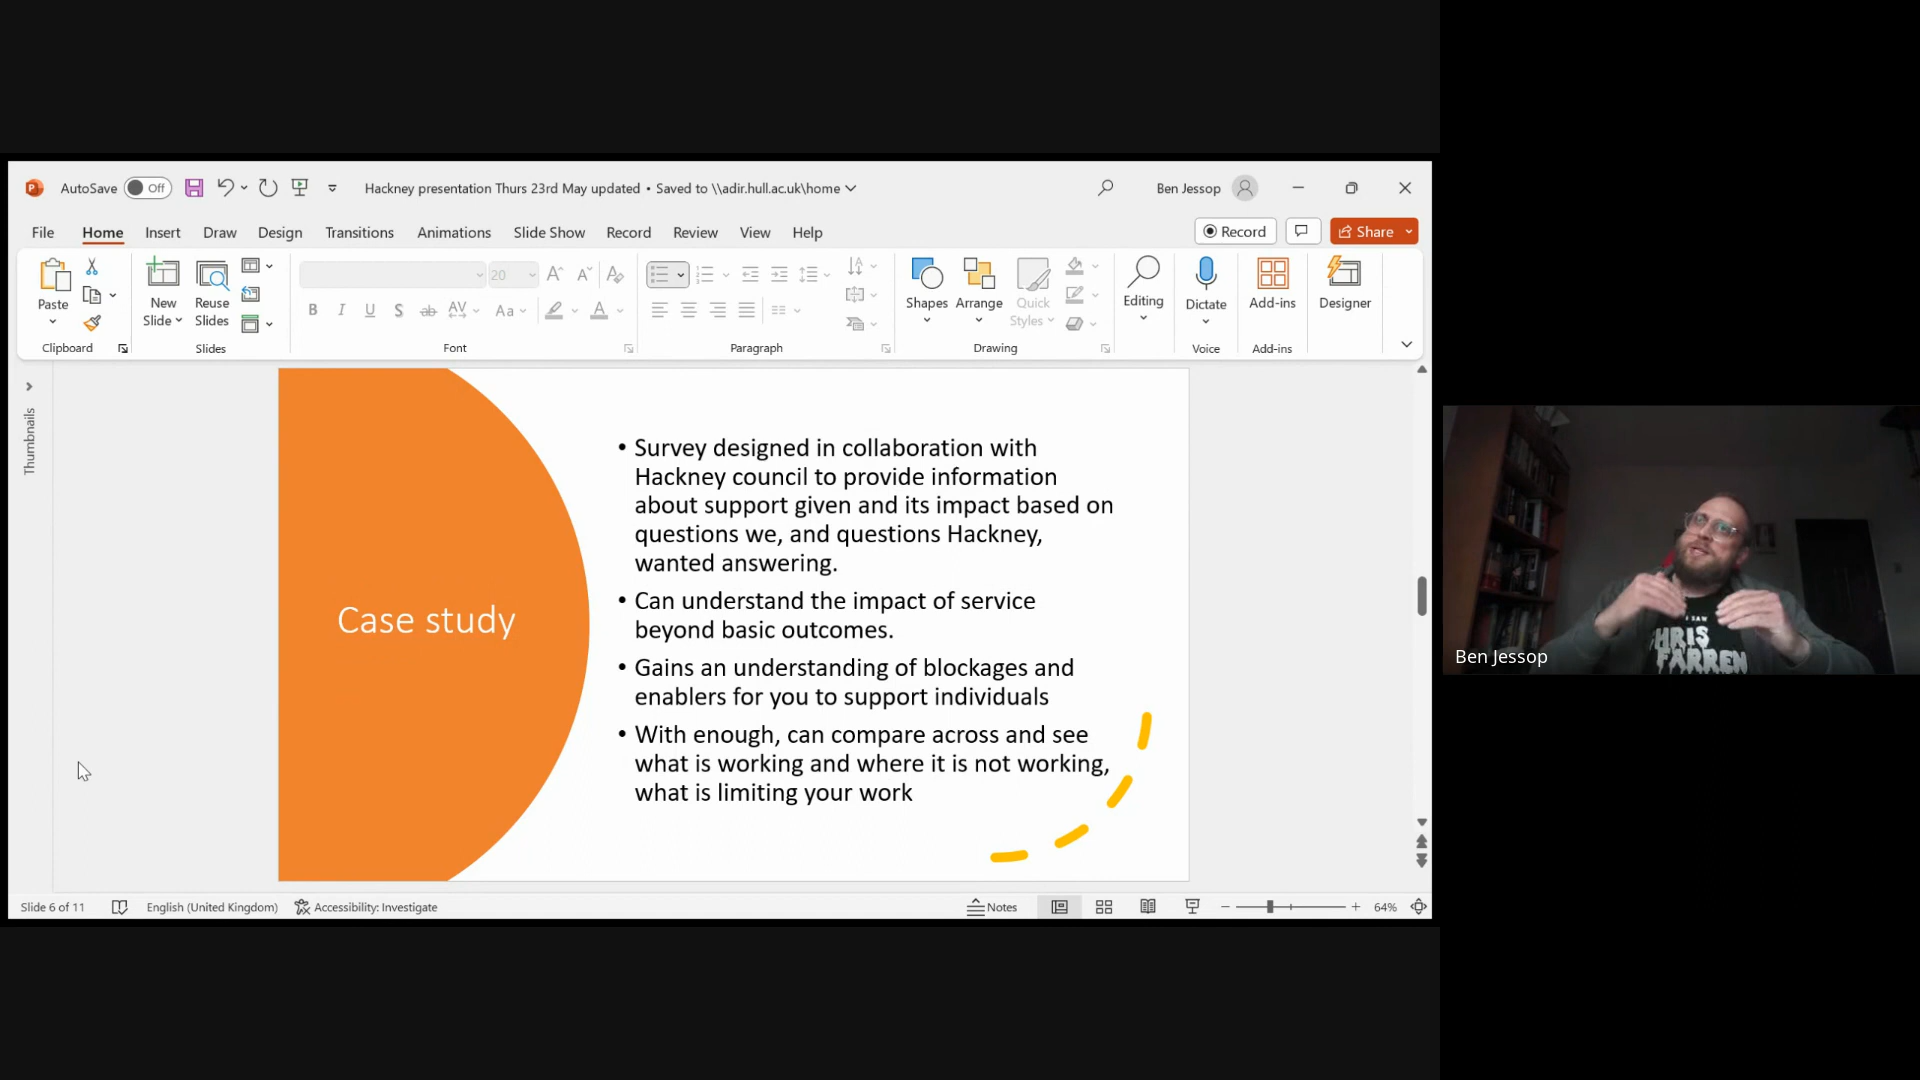 AutoSave Off Hackney presentation Thurs 23rd May updated • Saved to \\adir.hull.ac.uk\home Ben Jessop
File Home Insert Draw Design Transitions Animations Slide Show Record Review View Help Record Share
Paste New Slide Reuse Slides 20 Shapes Arrange Quick Styles Editing Dictate Add-ins Designer
Clipboard Slides Font Paragraph Drawing Voice Add-ins
Thumbnails
Case study
• Survey designed in collaboration with
Hackney council to provide information
about support given and its impact based on
questions we, and questions Hackney,
wanted answering.
• Can understand the impact of service
beyond basic outcomes.
• Gains an understanding of blockages and
enablers for you to support individuals
• With enough, can compare across and see
what is working and where it is not working,
what is limiting your work
Slide 6 of 11 English (United Kingdom) Accessibility: Investigate Notes 64%
I SAW
CHRIS
FARREN
Ben Jessop